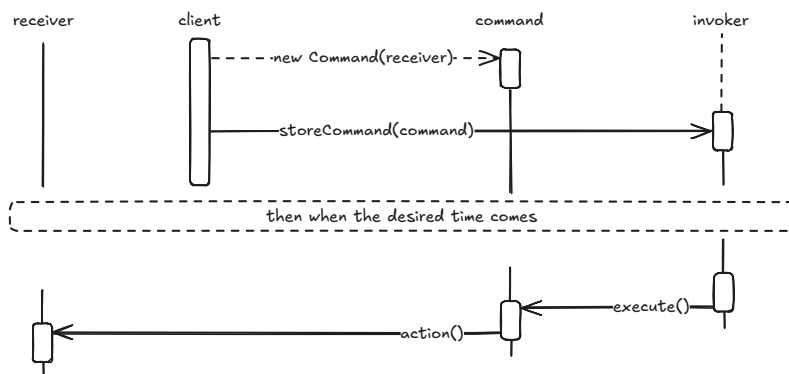 receiver
client
command
invoker
new Command(receiver)
storeCommand(command)
then when the desired time comes
execute()
action()